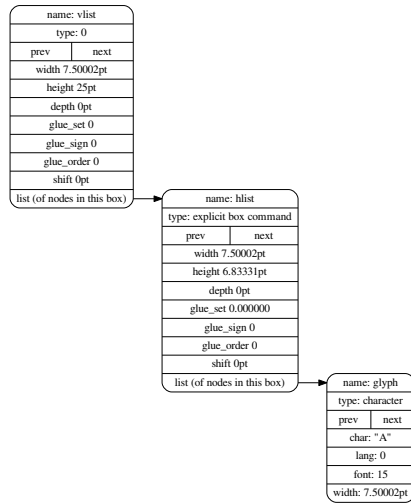 name: vlist
type: 0
prev next
width 7.50002pt
height 25pt
depth 0pt
glue_set 0
glue_sign 0
glue_order 0
shift 0pt
list (of nodes in this box)
name: hlist
type: explicit box command
prev next
width 7.50002pt
height 6.83331pt
depth 0pt
glue_set 0.000000
glue_sign 0
glue_order 0
shift 0pt
list (of nodes in this box)
name: glyph
type: character
prev next
char: "A"
lang: 0
font: 15
width: 7.50002pt